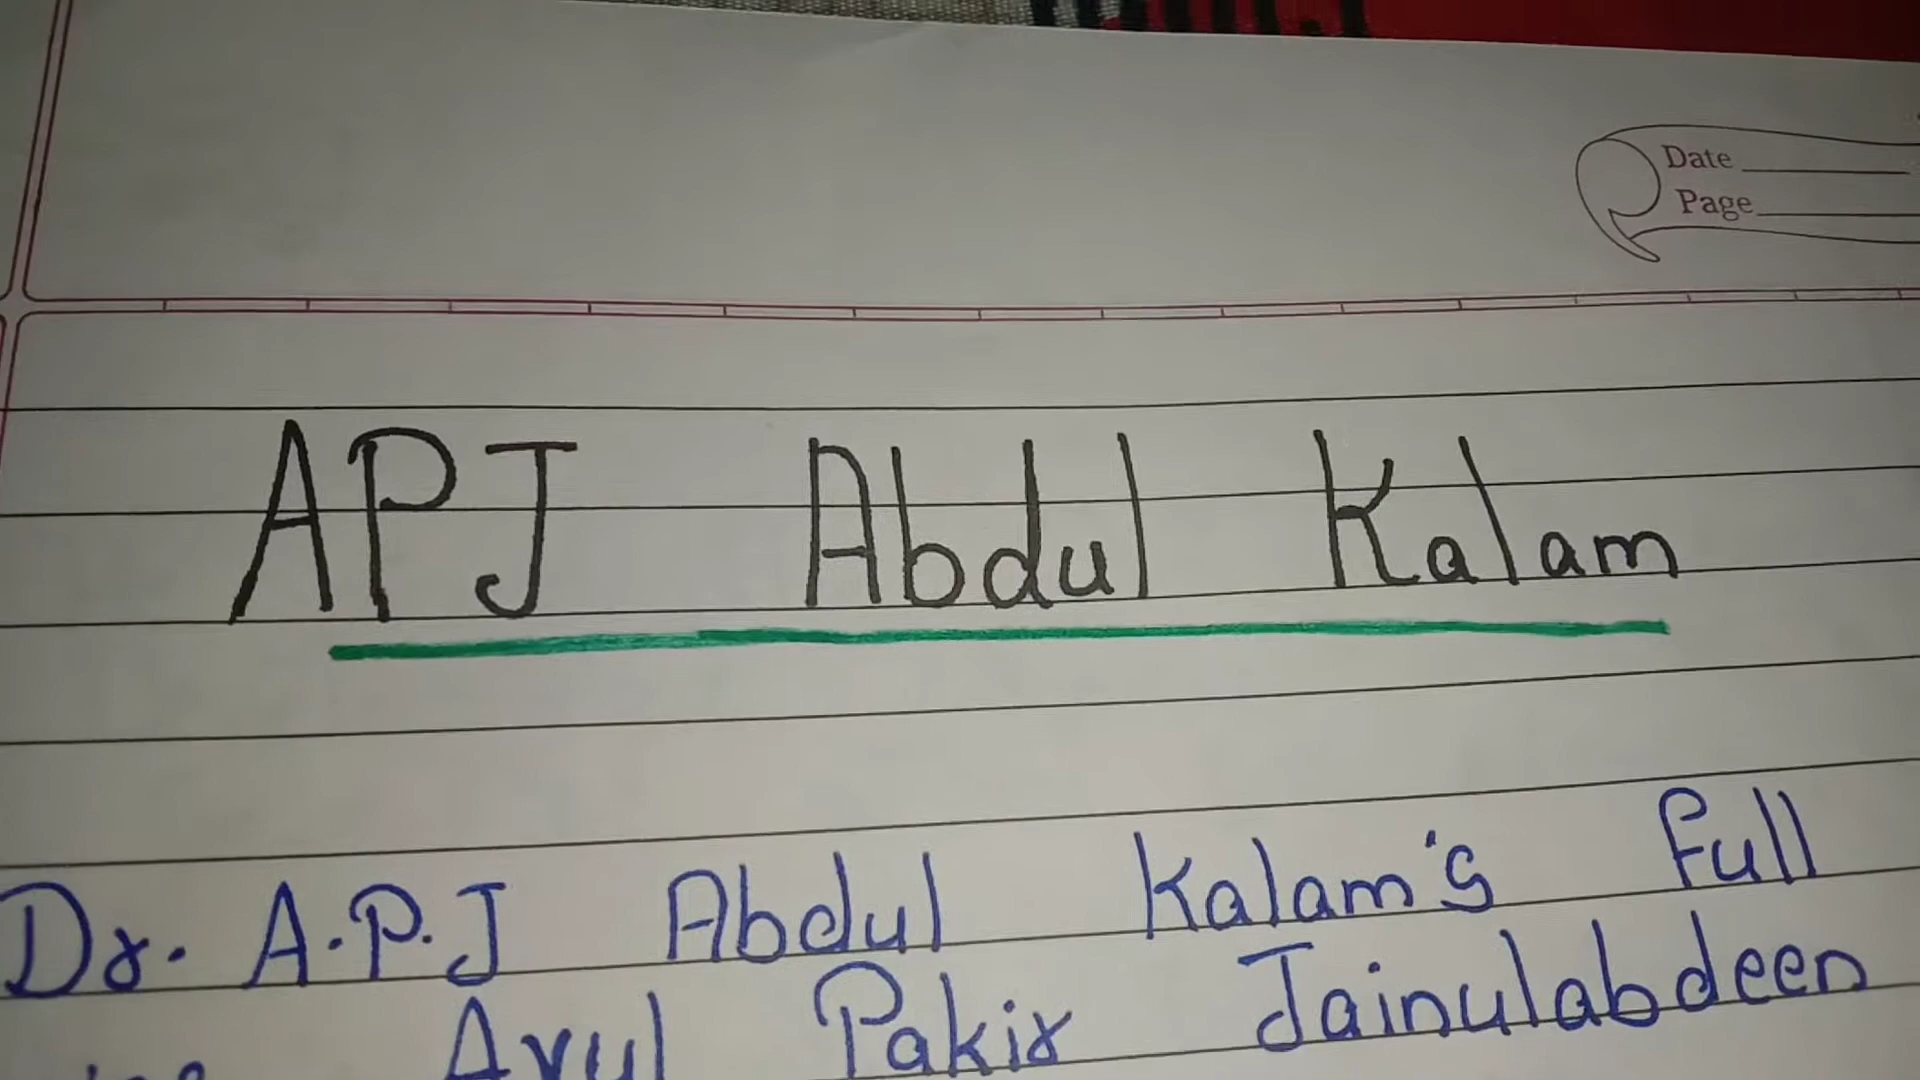 Date
Page
APJ Abdul Kalam
Dr. A.P.J Abdul Kalam's full
Avul Pakir Jainulabdeen